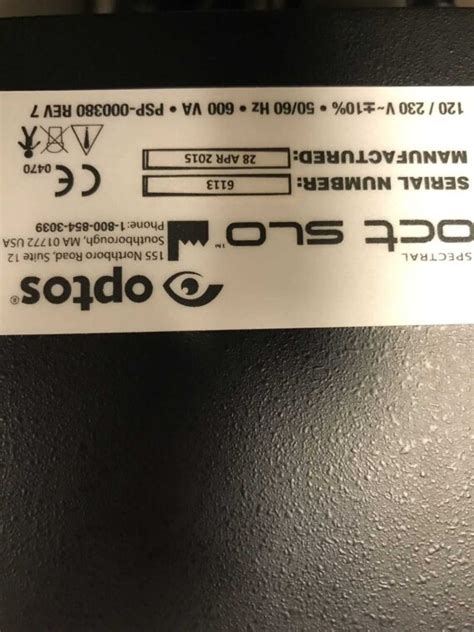 optos®
155 Northboro Road, Suite 12
Southborough, MA 01772 USA
Phone: 1-800-854-3039
SPECTRAL
OCT SLO™
SERIAL NUMBER: 6113
MANUFACTURED: 28 APR 2015
CE 0470
120 / 230 V ~±10% • 50/60 Hz • 600 VA • PSP-000380 REV 7